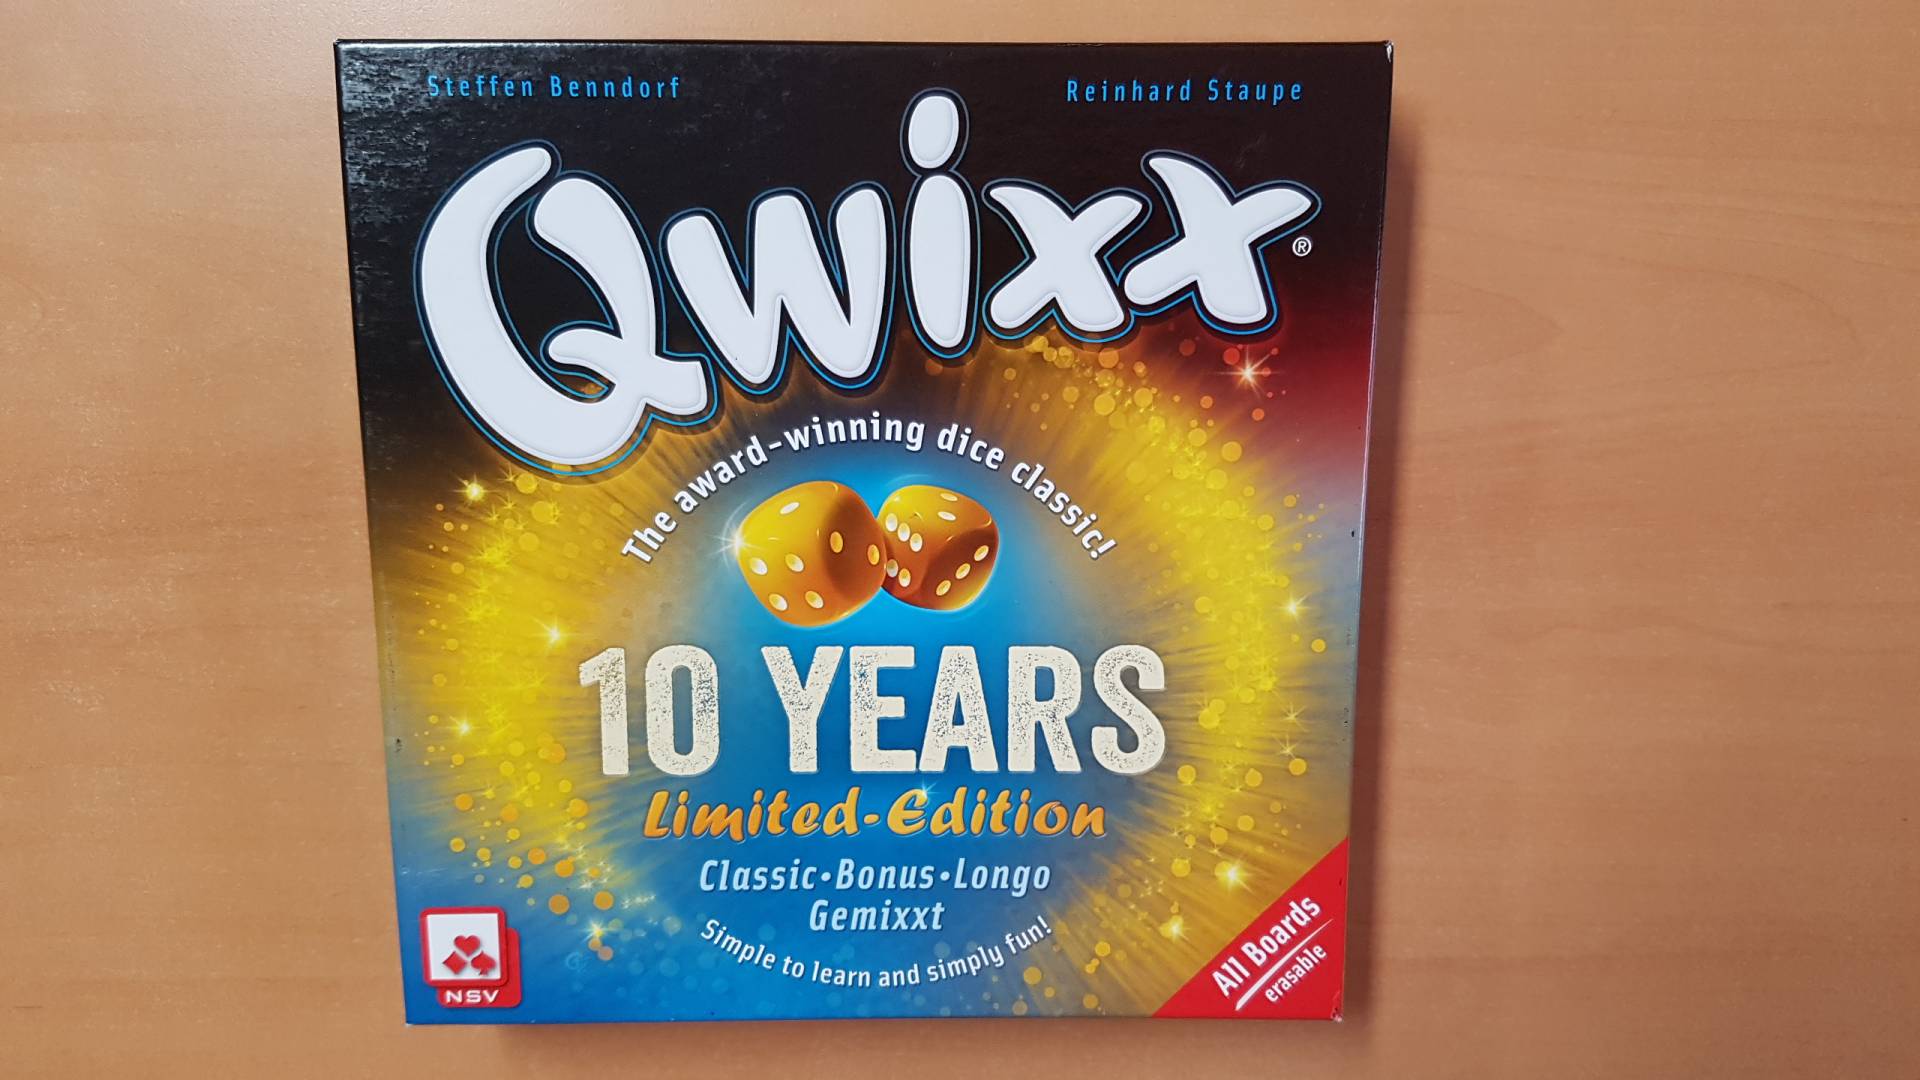 Steffen Benndorf
Reinhard Staupe
Qwixx®
The award-winning dice classic!
10 YEARS
Limited-Edition
Classic•Bonus•Longo
Gemixxt
Simple to learn and simply fun!
NSV
All Boards
erasable